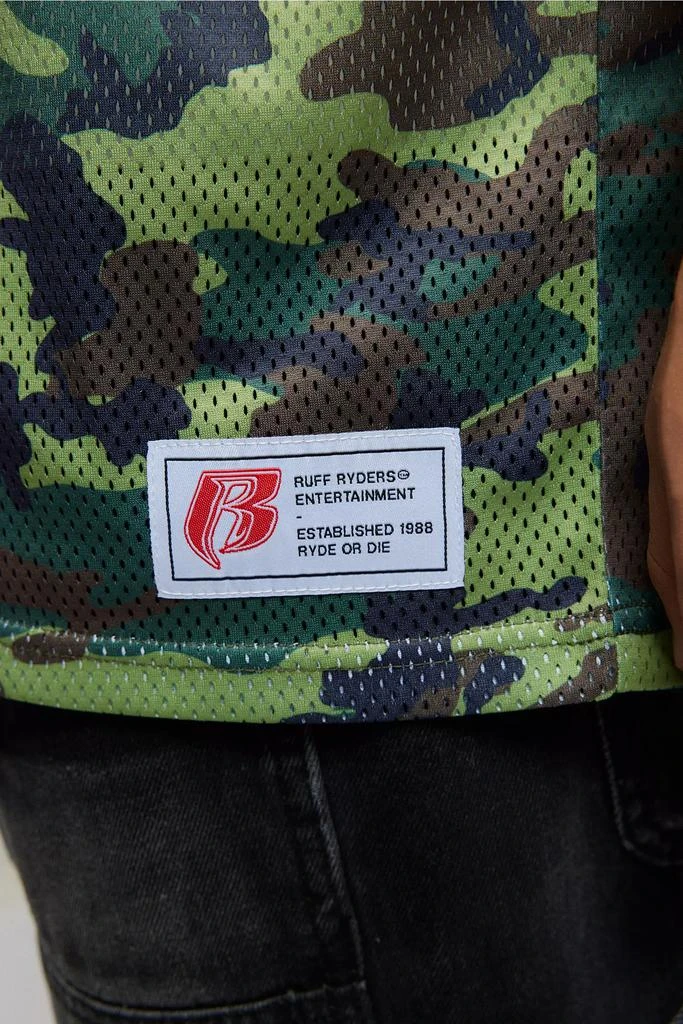 RUFF RYDERS
ENTERTAINMENT
-
ESTABLISHED 1988
RYDE OR DIE